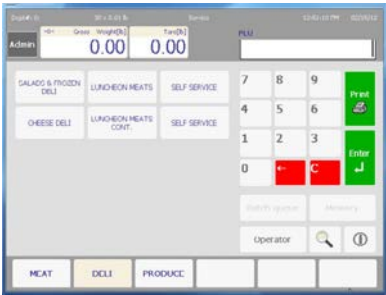 Service
Admin
Gross Weight[lb]
0.00
Tare[lb]
0.00
PLU
SALADS & FROZEN DELI
LUNCHEON MEATS
SELF SERVICE
CHEESE DELI
LUNCHEON MEATS CONT.
SELF SERVICE
7 8 9
4 5 6
1 2 3
0 ← C
Print
Enter
Operator
MEAT DELI PRODUCE